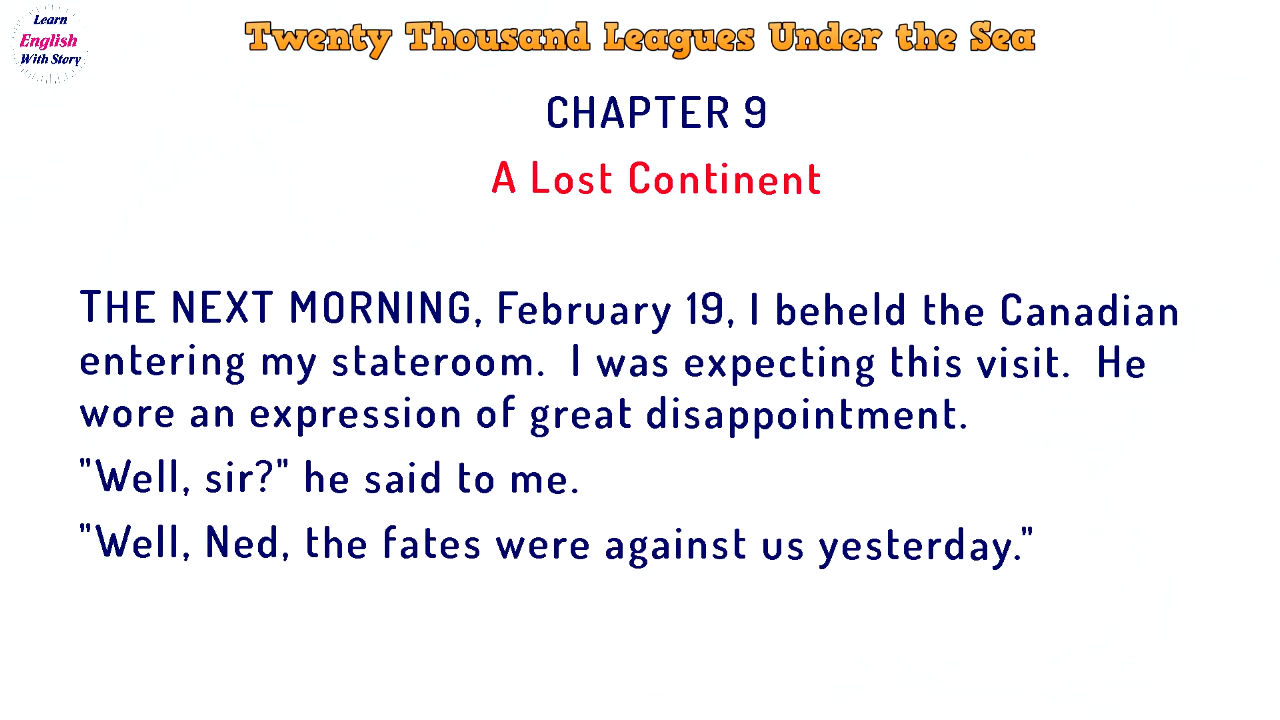 Learn
English
With Story
Twenty Thousand Leagues Under the Sea
CHAPTER 9
A Lost Continent
THE NEXT MORNING, February 19, I beheld the Canadian
entering my stateroom.  I was expecting this visit.  He
wore an expression of great disappointment.
"Well, sir?" he said to me.
"Well, Ned, the fates were against us yesterday."